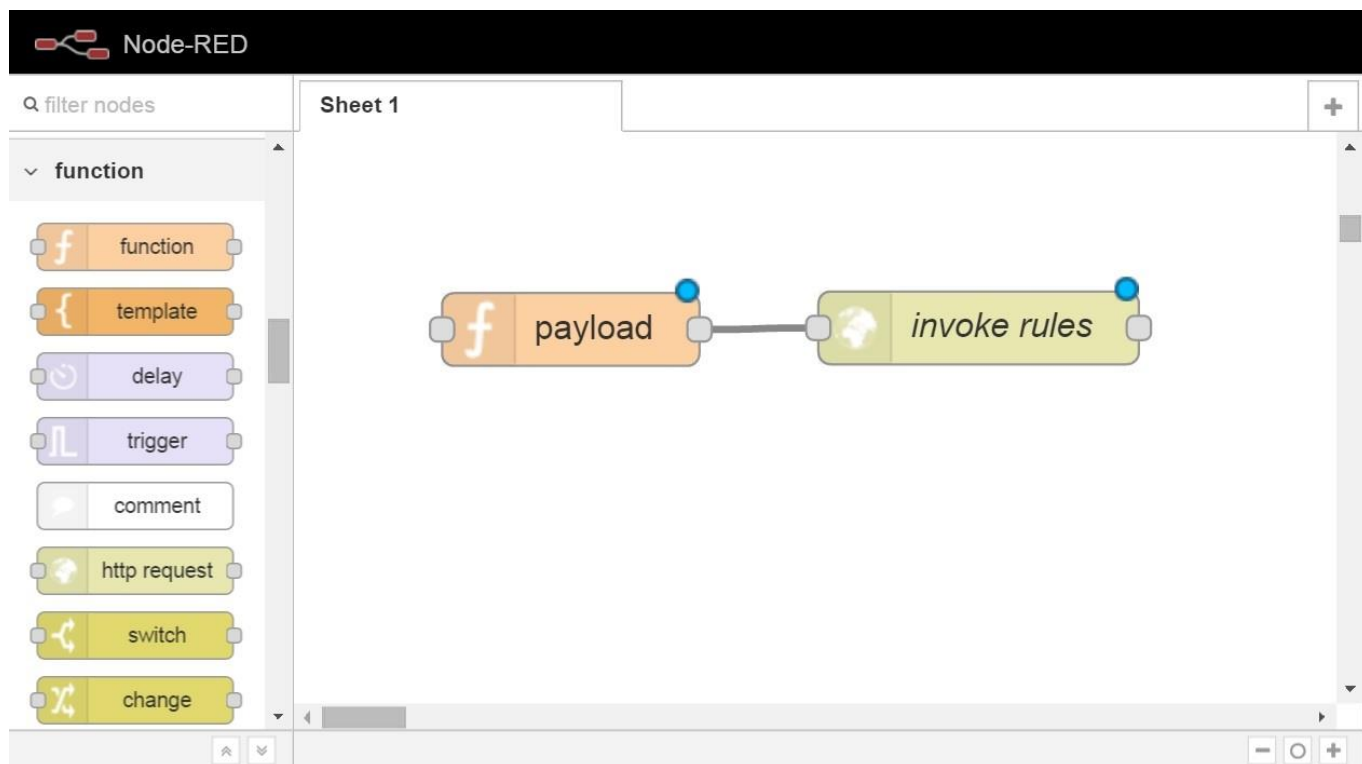 Node-RED
filter nodes
Sheet 1
function
function
template
delay
trigger
comment
http request
switch
change
payload
invoke rules